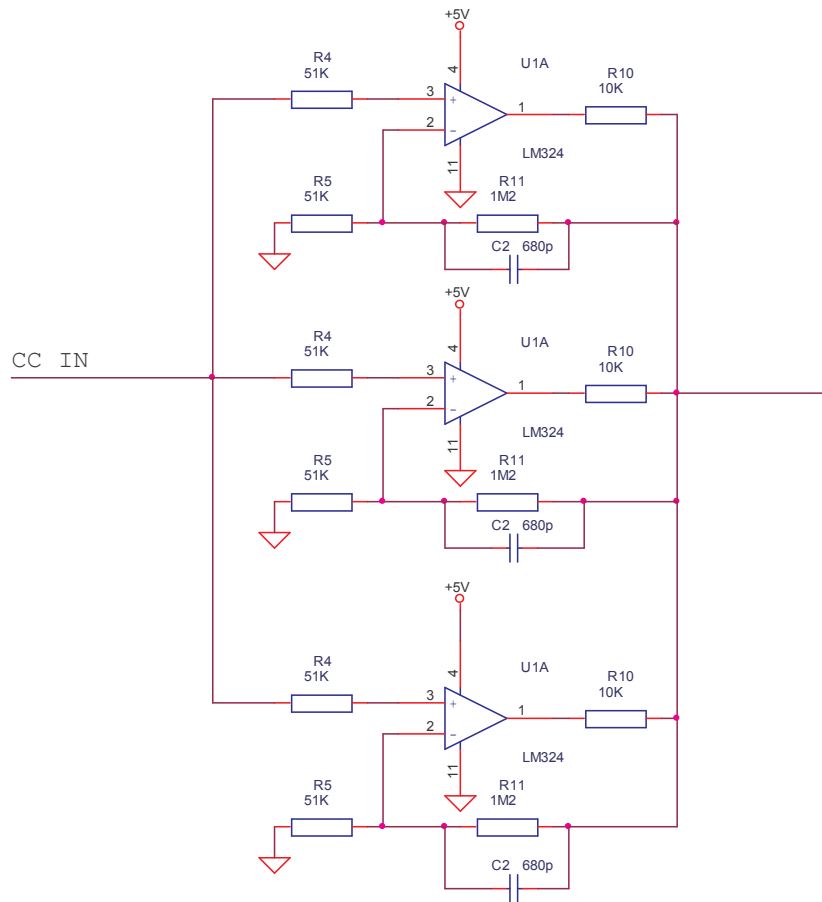 +5V
R4
51K
4
U1A
R10
10K
3
+
1
2
−
LM324
11
R5
51K
R11
1M2
C2 680p
+5V
CC IN
R4
51K
4
U1A
R10
10K
3
+
1
2
−
LM324
11
R5
51K
R11
1M2
C2 680p
+5V
R4
51K
4
U1A
R10
10K
3
+
1
2
−
LM324
11
R5
51K
R11
1M2
C2 680p